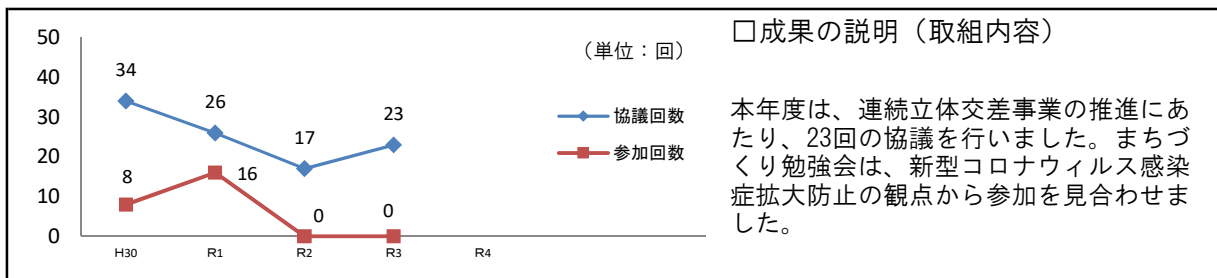 50
40
30
20
10
0
（単位：回）
34
26
17
23
8
16
0
0
協議回数
参加回数
H30
R1
R2
R3
R4
□成果の説明（取組内容）
本年度は、連続立体交差事業の推進にあ
たり、23回の協議を行いました。まちづ
くり勉強会は、新型コロナウィルス感染
症拡大防止の観点から参加を見合わせま
した。